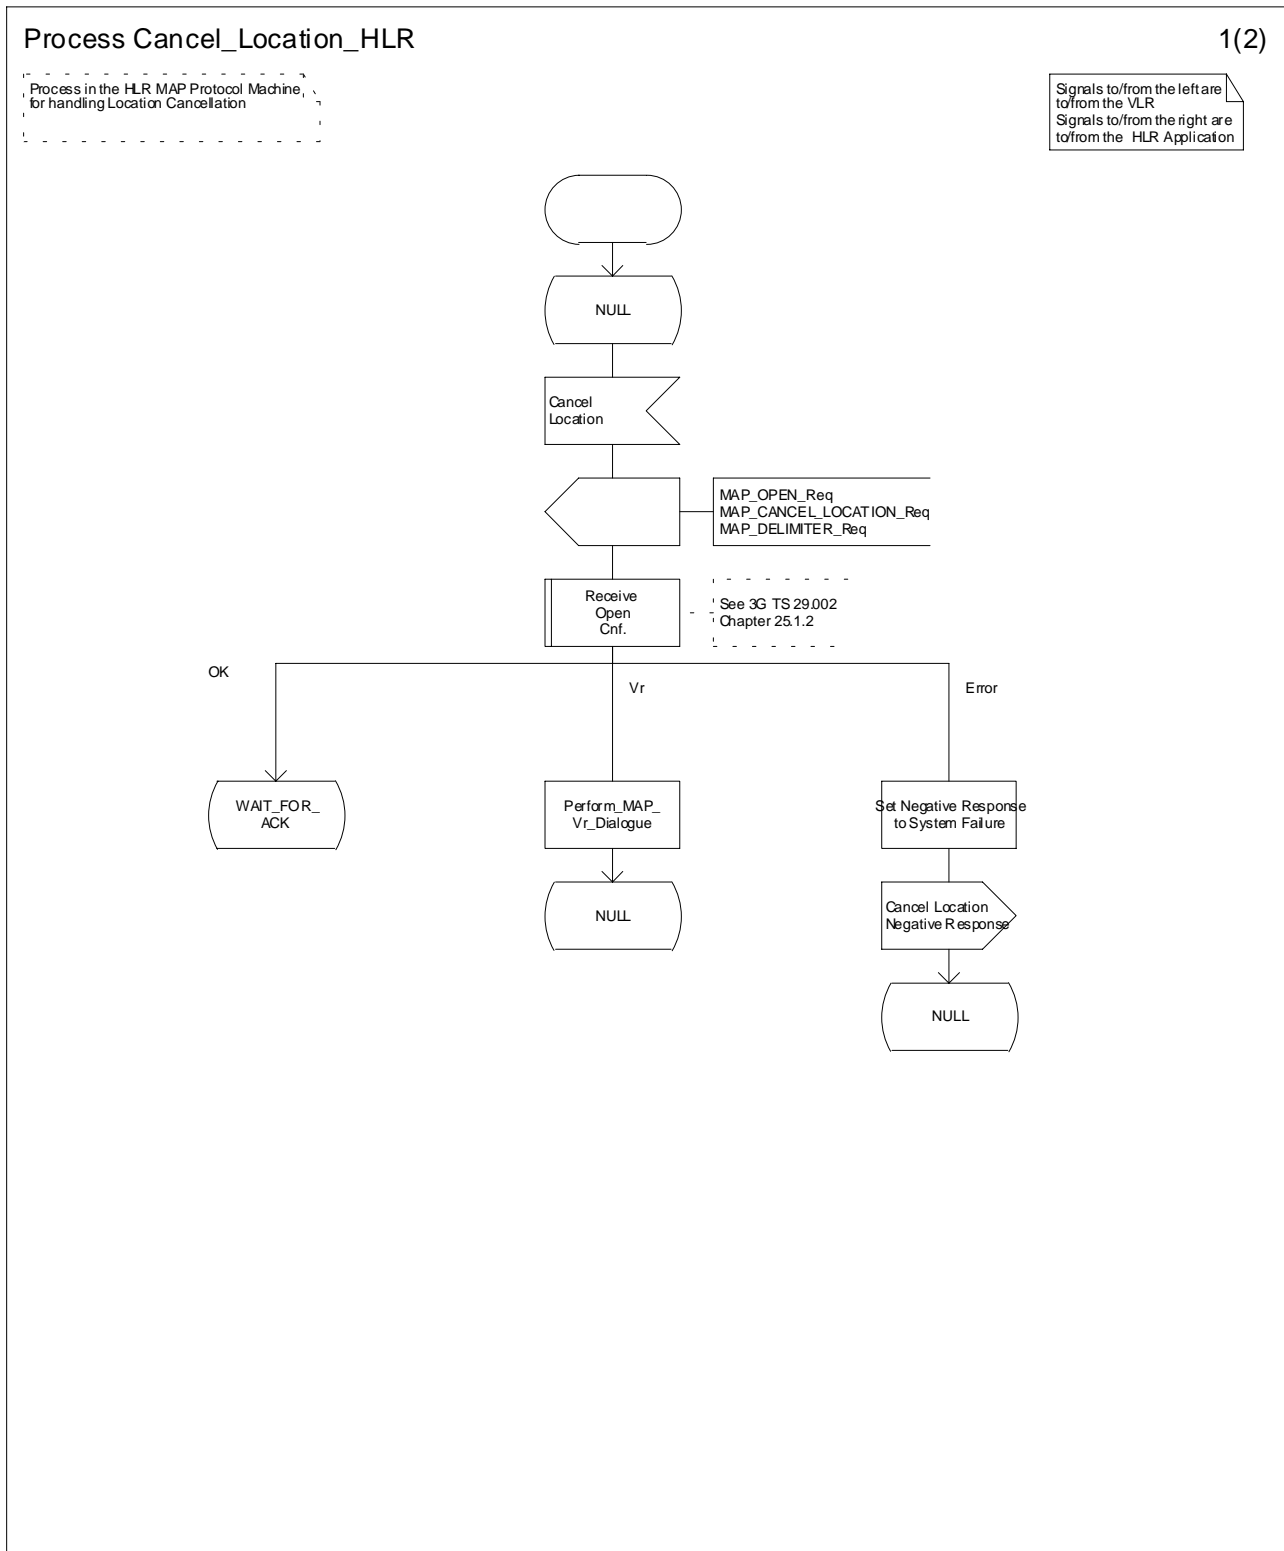 Process Cancel_Location_HLR
1(2)
Process in the HLR MAP Protocol Machine
for handling Location Cancellation
Signals to/from the left are
to/from the VLR
Signals to/from the right are
to/from the HLR Application
NULL
Cancel
Location
MAP_OPEN_Req
MAP_CANCEL_LOCATION_Req
MAP_DELIMITER_Req
Receive
Open
Cnf.
See 3G TS 29.002
Chapter 25.1.2
OK
Vr
Error
WAIT_FOR_
ACK
Perform_MAP_
Vr_Dialogue
Set Negative Response
to System Failure
NULL
Cancel Location
Negative Response
NULL